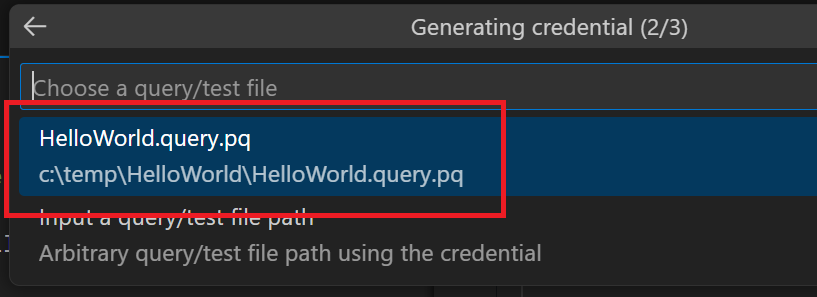 Generating credential (2/3)
Choose a query/test file
HelloWorld.query.pq
c:\temp\HelloWorld\HelloWorld.query.pq
Input a query/test file path
Arbitrary query/test file path using the credential